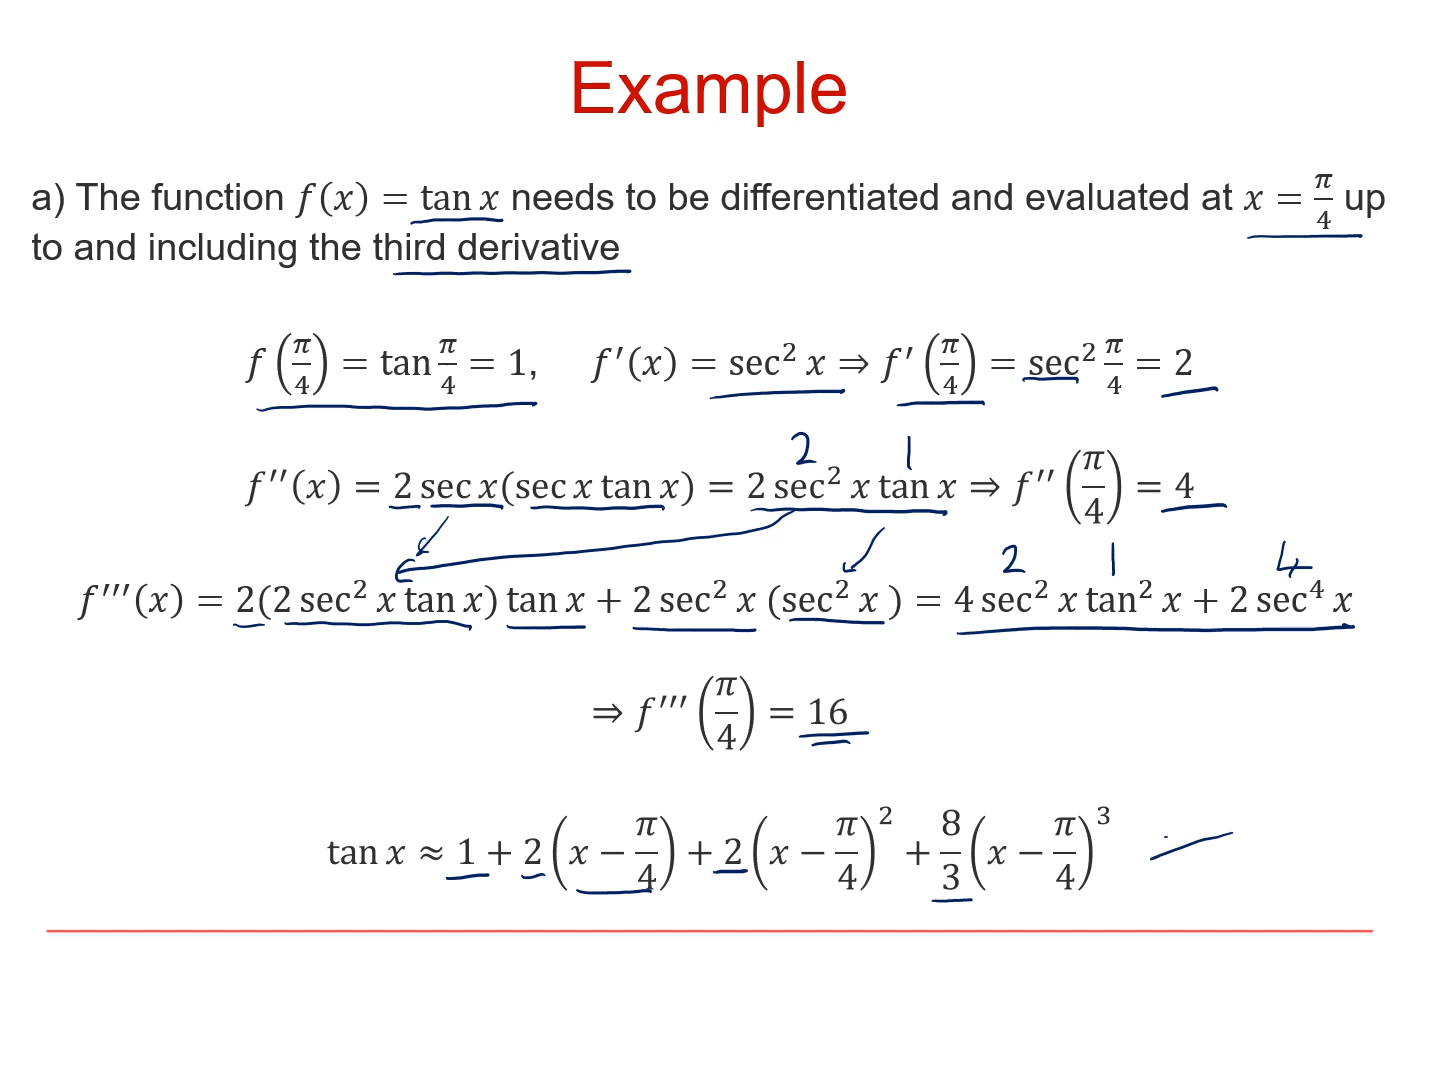 Example
a) The function f(x) = tan x needs to be differentiated and evaluated at x = π/4 up
to and including the third derivative
f(π/4) = tan π/4 = 1, f′(x) = sec² x ⇒ f′(π/4) = sec² π/4 = 2
2 1
f′′(x) = 2 sec x(sec x tan x) = 2 sec² x tan x ⇒ f′′(π/4) = 4
2 1 4
f′′′(x) = 2(2 sec² x tan x) tan x + 2 sec² x (sec² x ) = 4 sec² x tan² x + 2 sec⁴ x
⇒ f′′′(π/4) = 16
tan x ≈ 1 + 2(x − π/4) + 2(x − π/4)² + 8/3(x − π/4)³